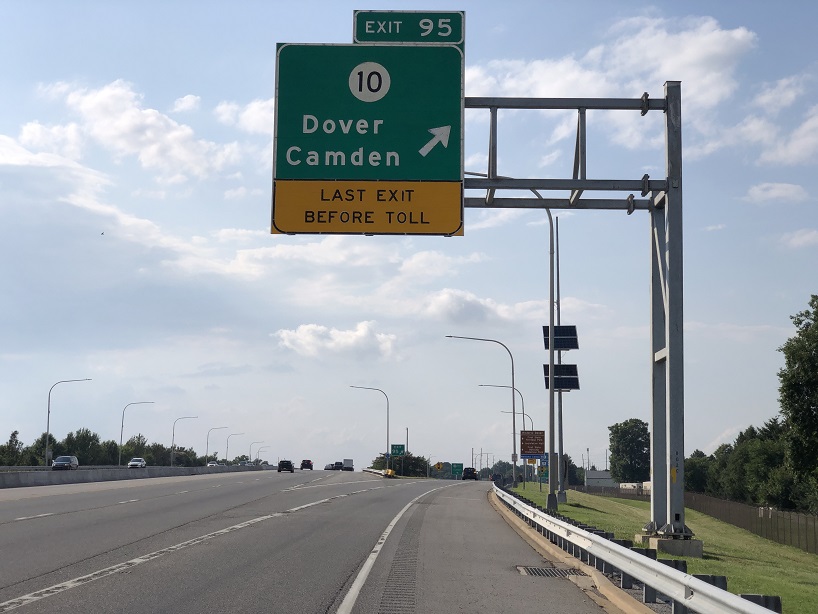 EXIT 95
10
Dover
Camden
LAST EXIT
BEFORE TOLL